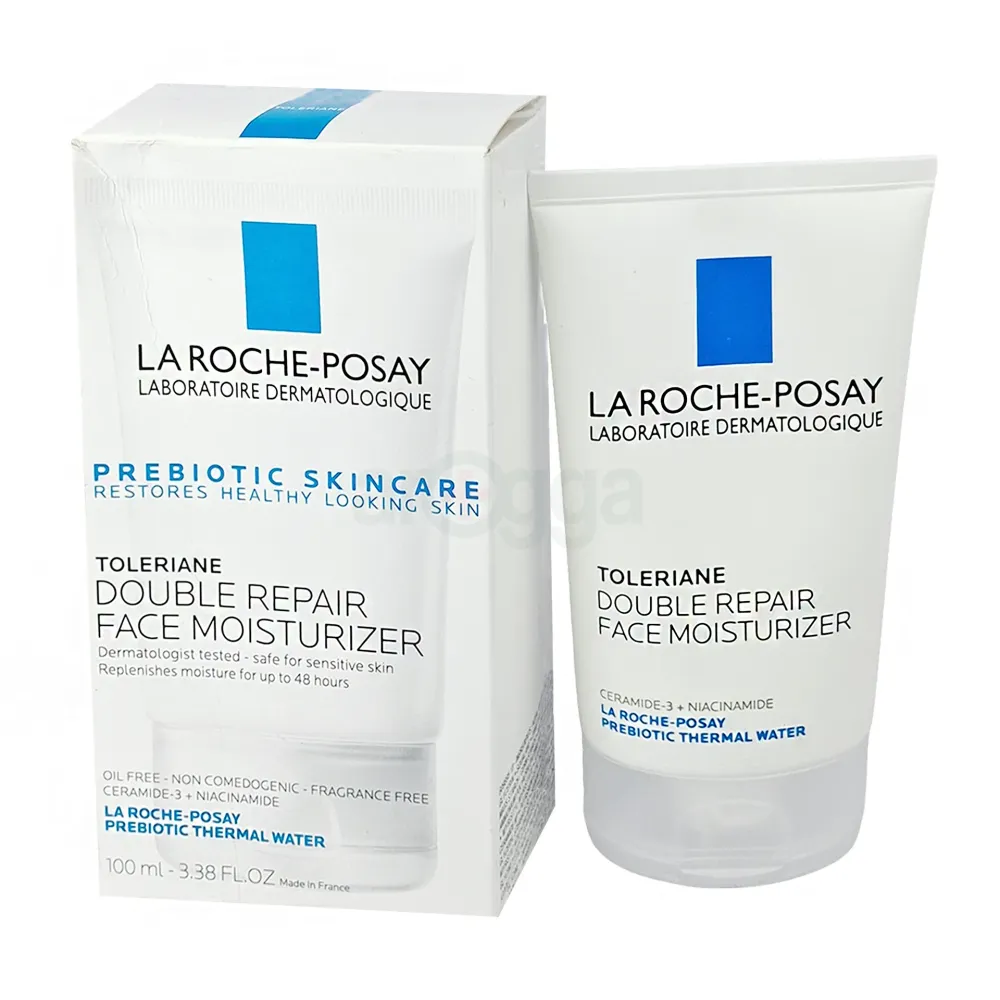 TOLERIANE
LA ROCHE-POSAY
LABORATOIRE DERMATOLOGIQUE
PREBIOTIC SKINCARE
RESTORES HEALTHY LOOKING SKIN
TOLERIANE
DOUBLE REPAIR
FACE MOISTURIZER
Dermatologist tested - safe for sensitive skin
Replenishes moisture for up to 48 hours
OIL FREE - NON COMEDOGENIC - FRAGRANCE FREE
CERAMIDE-3 + NIACINAMIDE
LA ROCHE-POSAY
PREBIOTIC THERMAL WATER
100 ml - 3.38 FL.OZ Made in France
LA ROCHE-POSAY
LABORATOIRE DERMATOLOGIQUE
TOLERIANE
DOUBLE REPAIR
FACE MOISTURIZER
CERAMIDE-3 + NIACINAMIDE
LA ROCHE-POSAY
PREBIOTIC THERMAL WATER
arogga